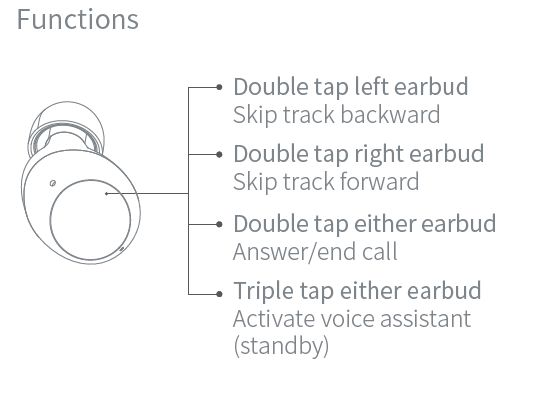 Functions
Double tap left earbud
Skip track backward
Double tap right earbud
Skip track forward
Double tap either earbud
Answer/end call
Triple tap either earbud
Activate voice assistant
(standby)